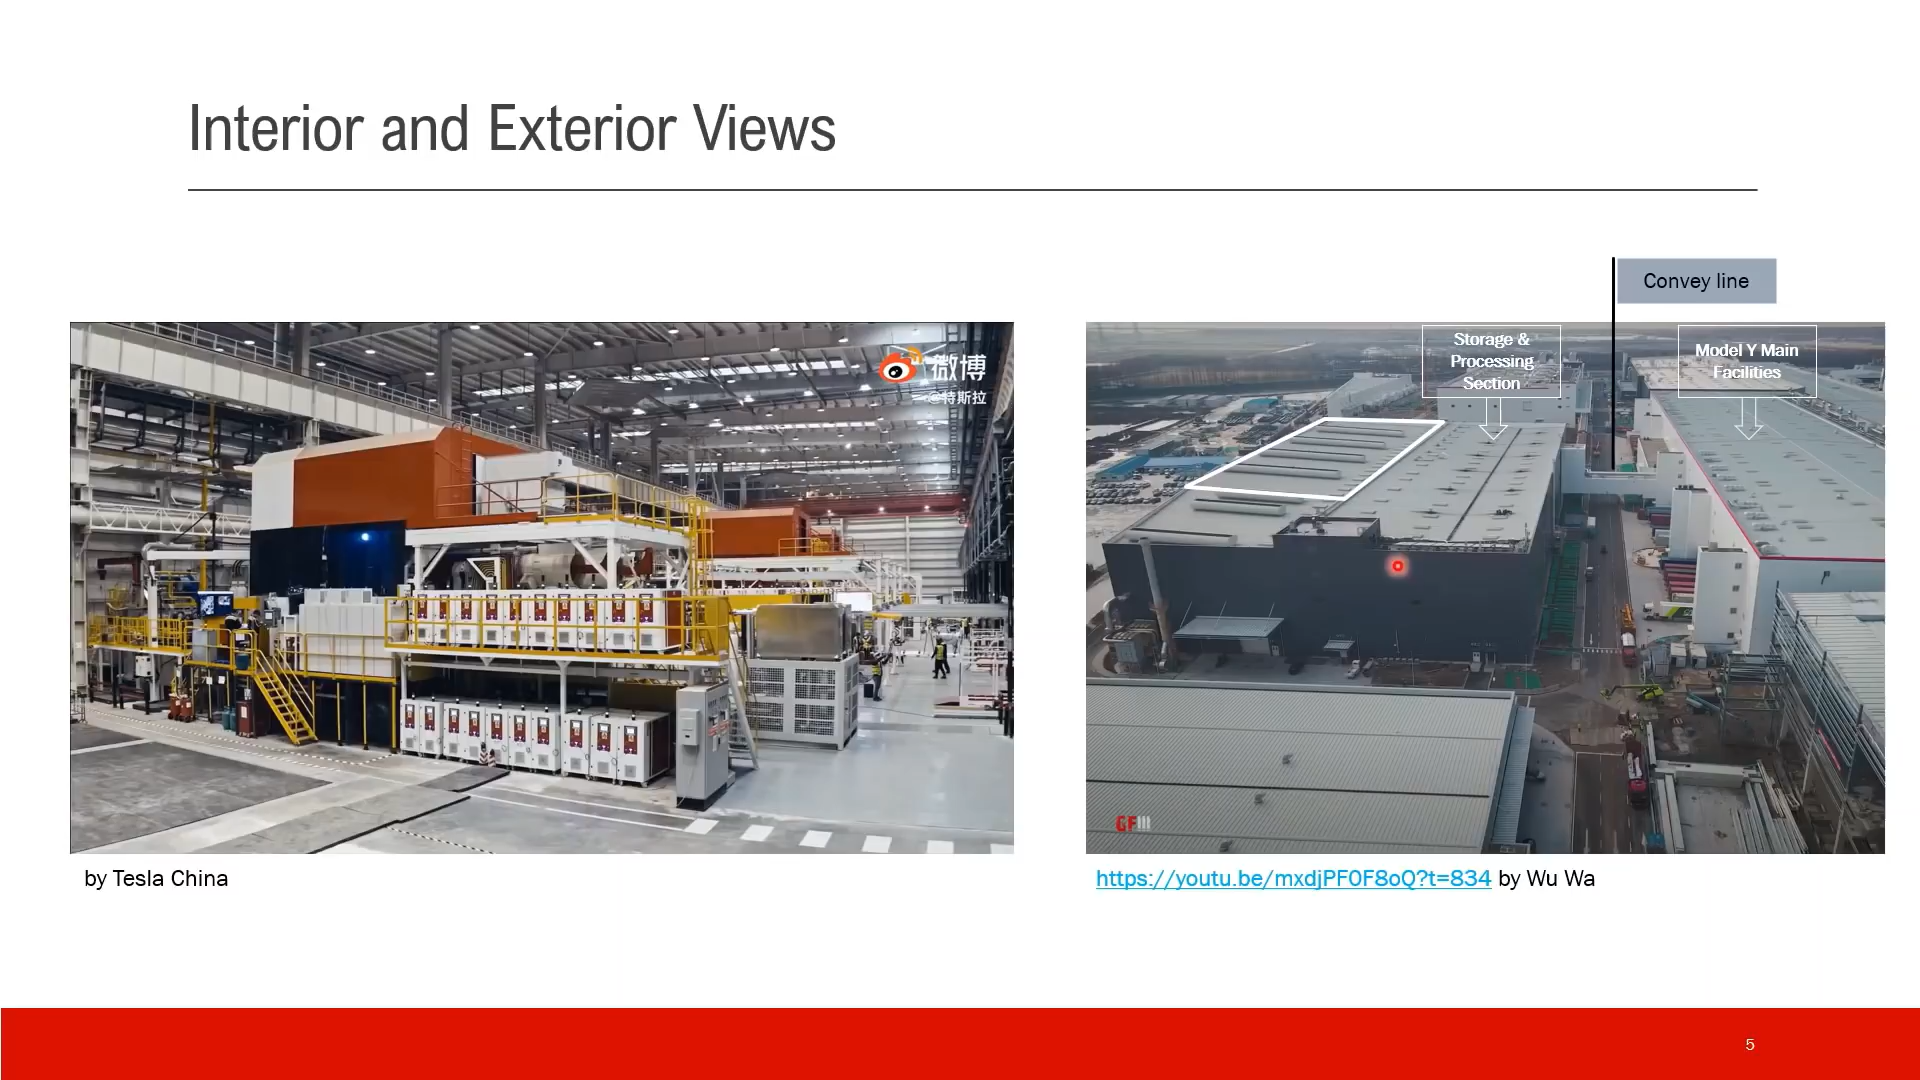 Interior and Exterior Views
Convey line
Storage &
Processing
Section
Model Y Main
Facilities
微博
@特斯拉
GF
by Tesla China
https://youtu.be/mxdjPF0F8oQ?t=834 by Wu Wa
5